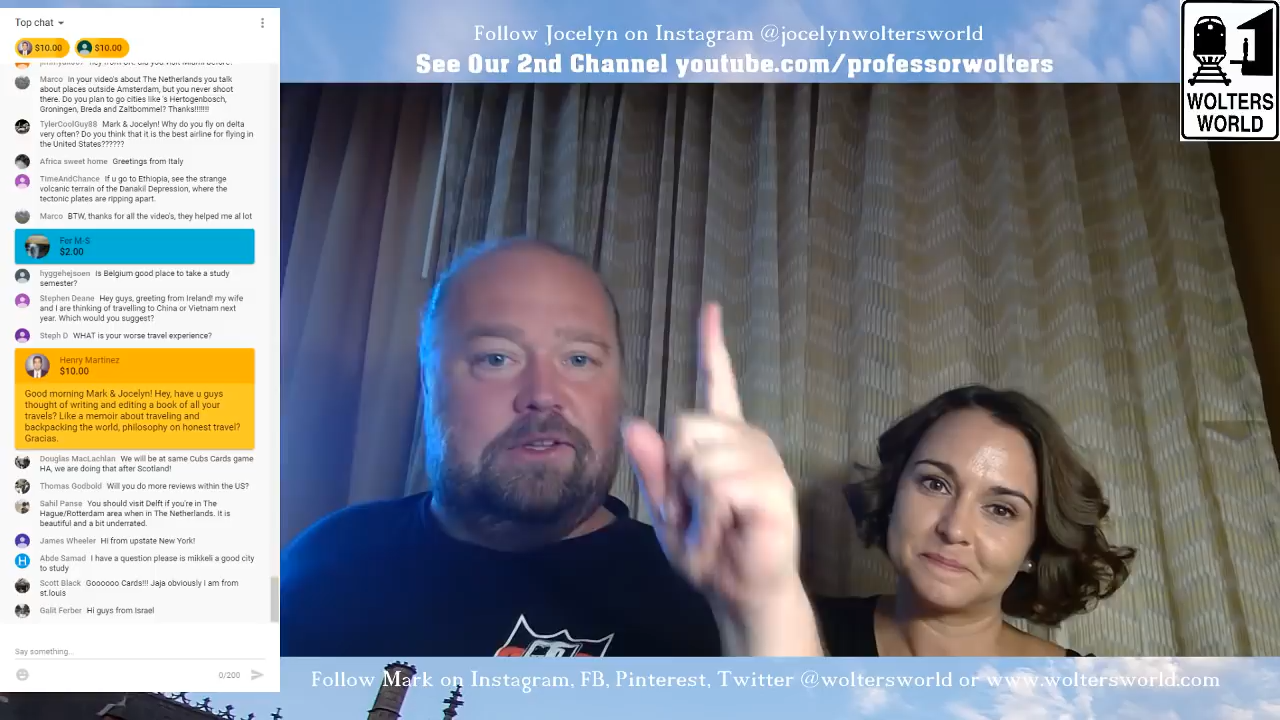 Top chat
$10.00
$10.00
Marco In your video's about The Netherlands you talk
about places outside Amsterdam, but you never shoot
there. Do you plan to go cities like 's Hertogenbosch,
Groningen, Breda and Zaltbommel? Thanks!!!!!!!
TylerCoolGuy88 Mark & Jocelyn! Why do you fly on delta
very often? Do you think that it is the best airline for flying in
the United States??????
Africa sweet home Greetings from Italy
TimeAndChance If u go to Ethiopia, see the strange
volcanic terrain of the Danakil Depression, where the
tectonic plates are ripping apart.
Marco BTW, thanks for all the video's, they helped me al lot
Fer M-S
$2.00
hyggehejsoen Is Belgium good place to take a study
semester?
Stephen Deane Hey guys, greeting from Ireland! my wife
and I are thinking of travelling to China or Vietnam next
year. Which would you suggest?
Steph D WHAT is your worse travel experience?
Henry Martinez
$10.00
Good morning Mark & Jocelyn! Hey, have u guys
thought of writing and editing a book of all your
travels? Like a memoir about traveling and
backpacking the world, philosophy on honest travel?
Gracias.
Douglas MacLachlan We will be at same Cubs Cards game
HA, we are doing that after Scotland!
Thomas Godbold Will you do more reviews within the US?
Sahil Panse You should visit Delft if you're in The
Hague/Rotterdam area when in The Netherlands. It is
beautiful and a bit underrated.
James Wheeler Hi from upstate New York!
Abde Samad I have a question please is mikkeli a good city
to study
Scott Black Goooooo Cards!!! Jaja obviously I am from
st.louis
Galit Ferber Hi guys from Israel
Say something...
0/200
Follow Jocelyn on Instagram @jocelynwoltersworld
See Our 2nd Channel youtube.com/professorwolters
WOLTERS
WORLD
Follow Mark on Instagram, FB, Pinterest, Twitter @woltersworld or www.woltersworld.com